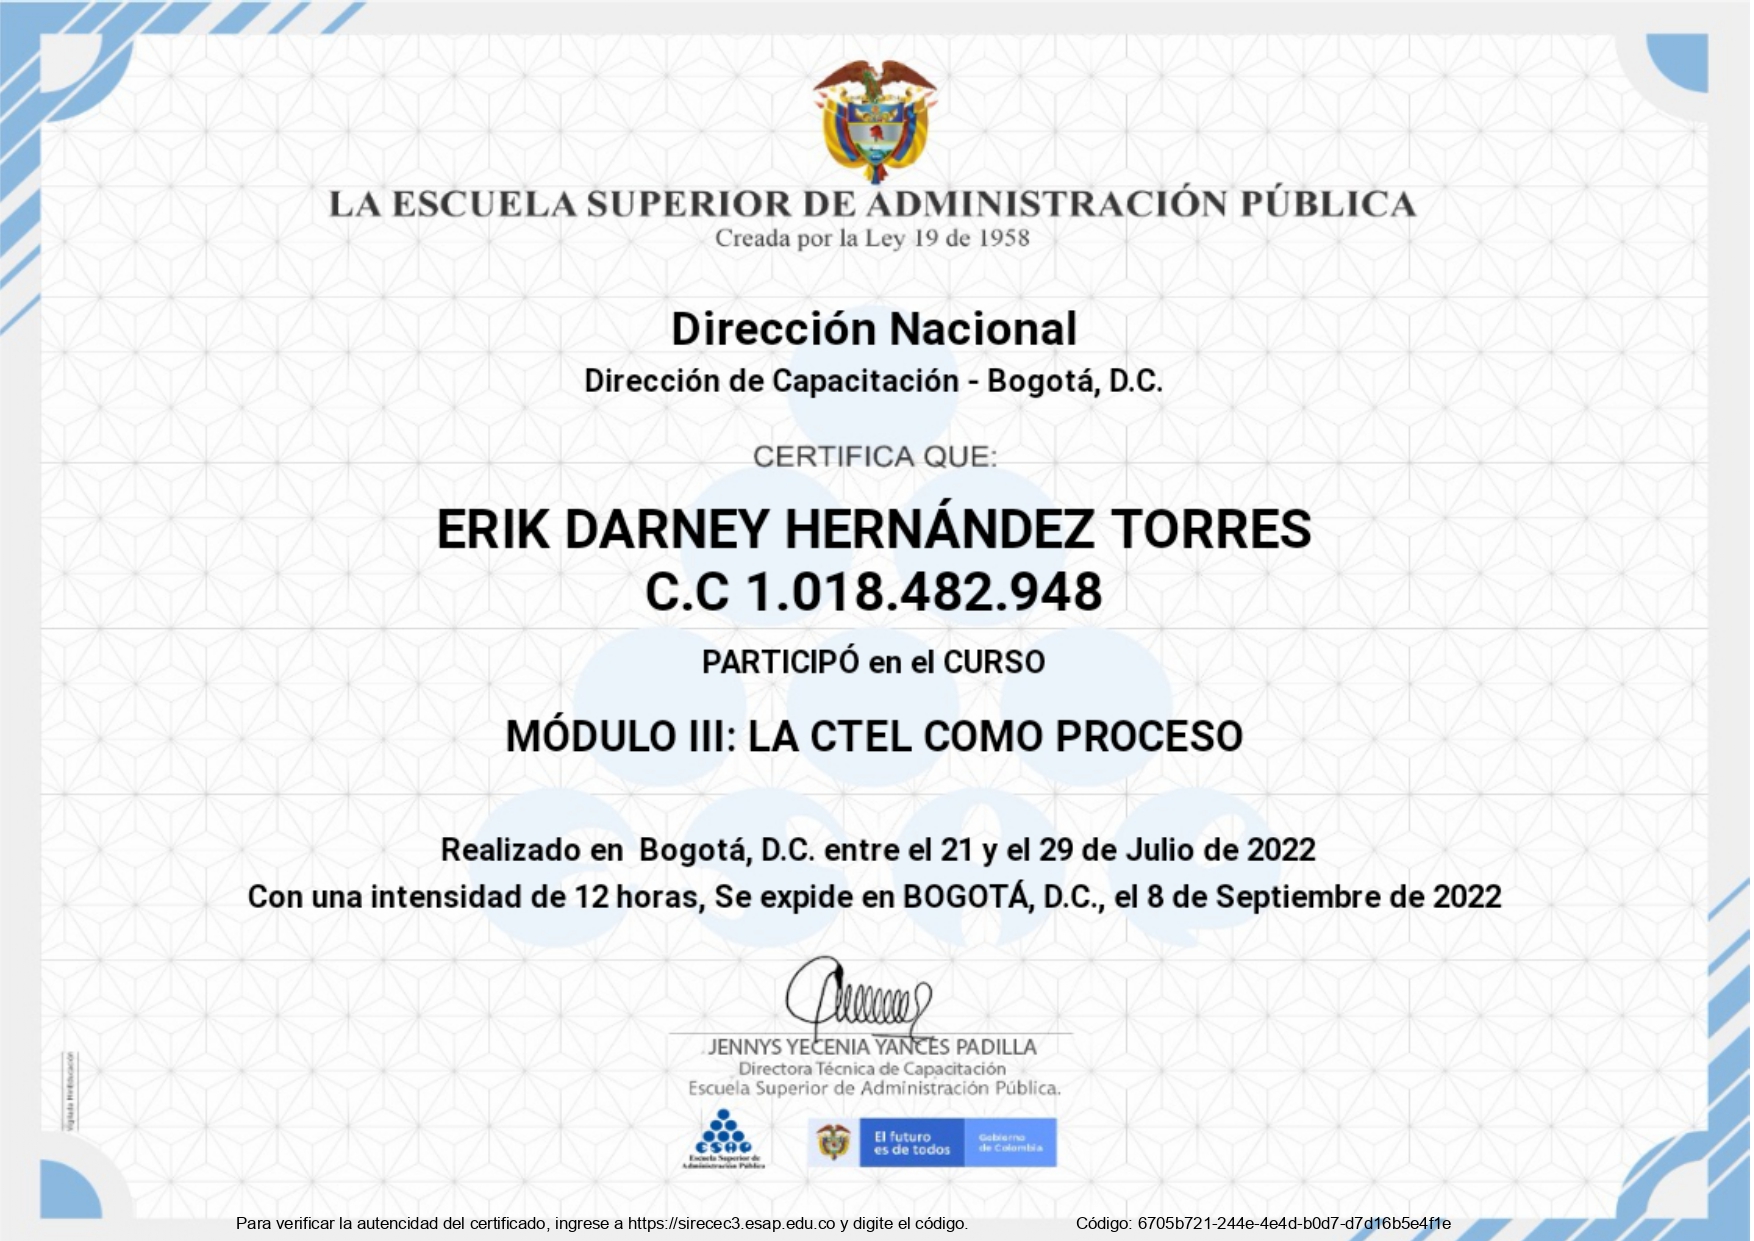 LA ESCUELA SUPERIOR DE ADMINISTRACIÓN PÚBLICA
Creada por la Ley 19 de 1958
Dirección Nacional
Dirección de Capacitación - Bogotá, D.C.
CERTIFICA QUE:
ERIK DARNEY HERNÁNDEZ TORRES
C.C 1.018.482.948
PARTICIPÓ en el CURSO
MÓDULO III: LA CTEL COMO PROCESO
Realizado en  Bogotá, D.C. entre el 21 y el 29 de Julio de 2022
Con una intensidad de 12 horas, Se expide en BOGOTÁ, D.C., el 8 de Septiembre de 2022
JENNYS YECENIA YANCES PADILLA
Directora Técnica de Capacitación
Escuela Superior de Administración Pública.
Vigilada MinEducación
esap
Escuela Superior de
Administración Pública
El futuro
es de todos
Gobierno
de Colombia
Para verificar la autencidad del certificado, ingrese a https://sirecec3.esap.edu.co y digite el código.
Código: 6705b721-244e-4e4d-b0d7-d7d16b5e4f1e